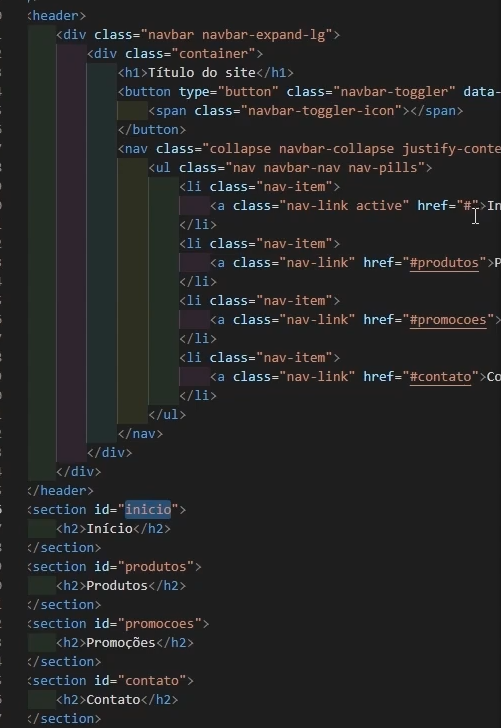 <header>
<div class="navbar navbar-expand-lg">
<div class="container">
<h1>Título do site</h1>
<button type="button" class="navbar-toggler" data-
<span class="navbar-toggler-icon"></span>
</button>
<nav class="collapse navbar-collapse justify-conte
<ul class="nav navbar-nav nav-pills">
<li class="nav-item">
<a class="nav-link active" href="#">In
</li>
<li class="nav-item">
<a class="nav-link" href="#produtos">P
</li>
<li class="nav-item">
<a class="nav-link" href="#promocoes">
</li>
<li class="nav-item">
<a class="nav-link" href="#contato">Co
</li>
</ul>
</nav>
</div>
</div>
</header>
<section id="inicio">
<h2>Início</h2>
</section>
<section id="produtos">
<h2>Produtos</h2>
</section>
<section id="promocoes">
<h2>Promoções</h2>
</section>
<section id="contato">
<h2>Contato</h2>
</section>